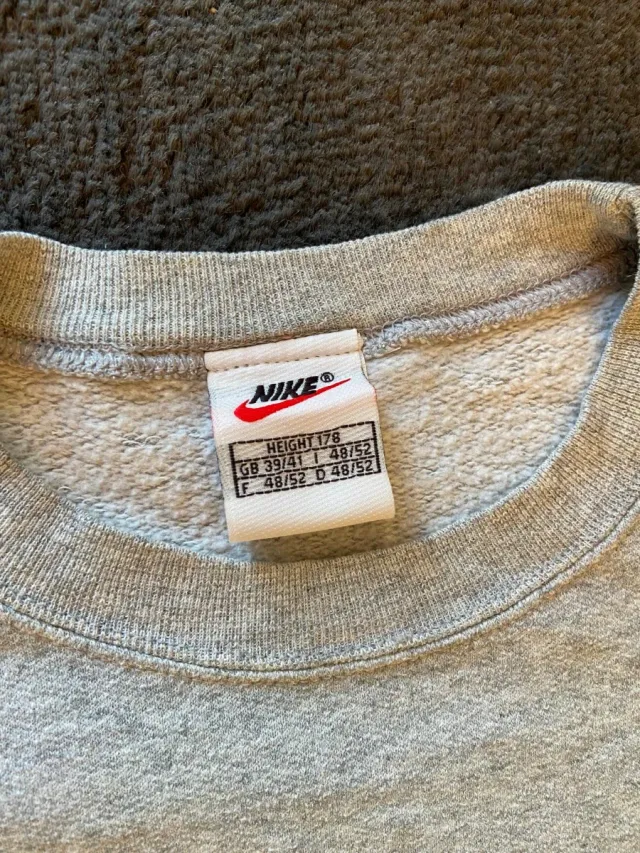 NIKE®
HEIGHT 178
GB 39/41 I 48/52
F 48/52 D 48/52